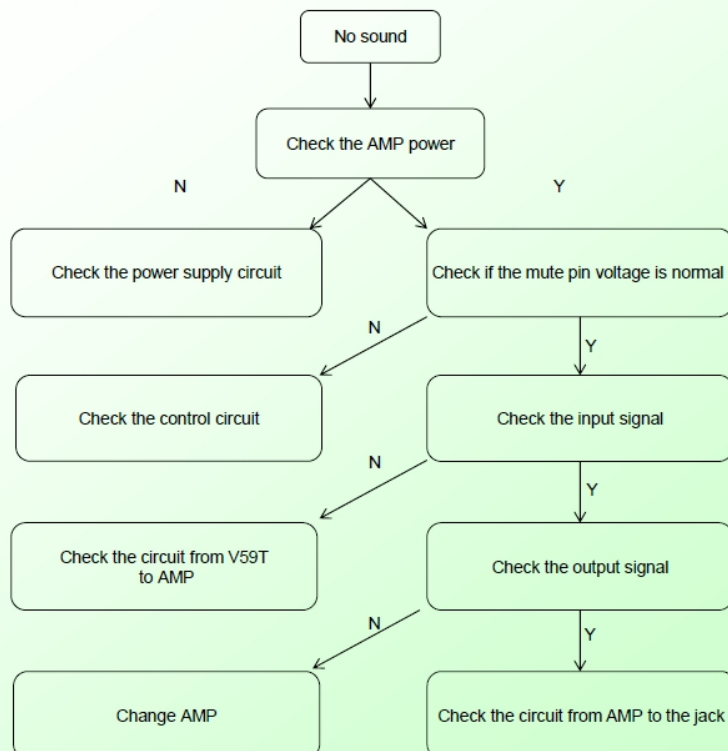 No sound
Check the AMP power
N
Y
Check the power supply circuit
Check if the mute pin voltage is normal
N
Y
Check the control circuit
Check the input signal
N
Y
Check the circuit from V59T
to AMP
Check the output signal
N
Y
Change AMP
Check the circuit from AMP to the jack